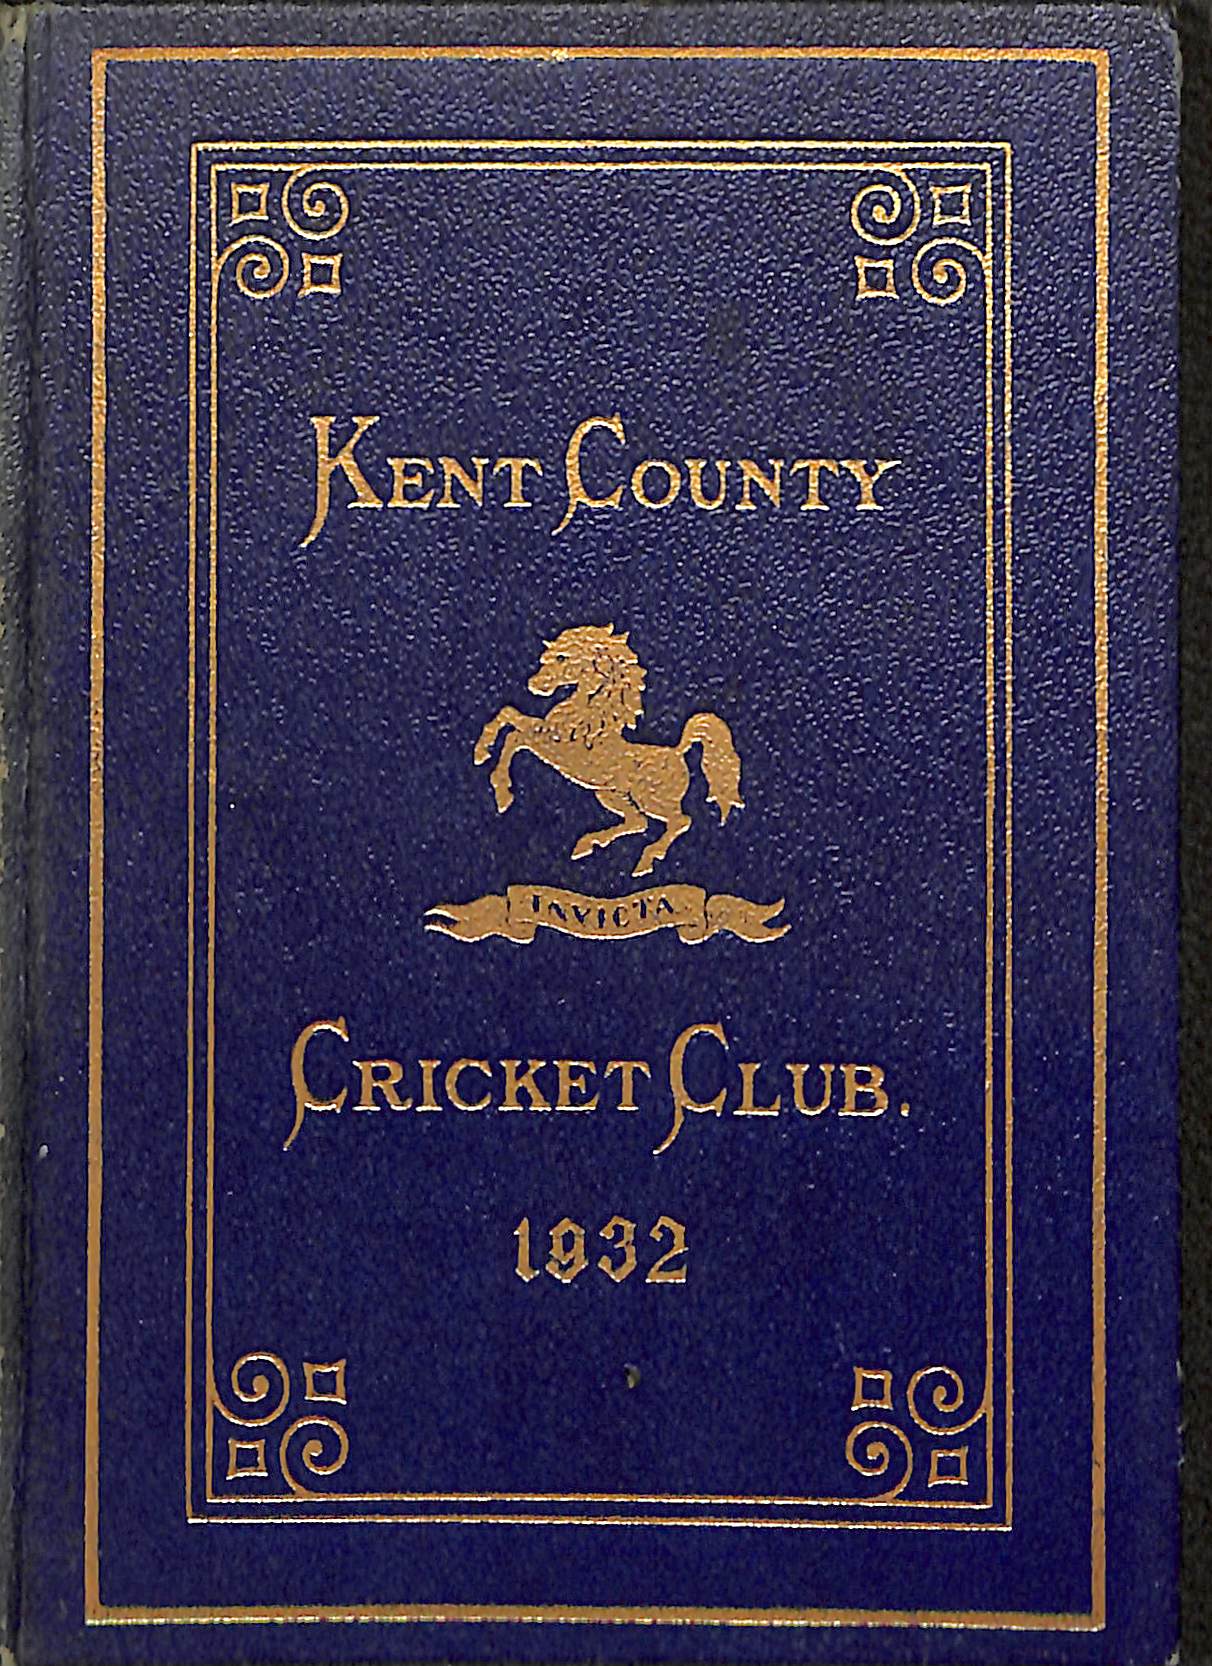 KENT COUNTY
INVICTA
CRICKET CLUB.
1932